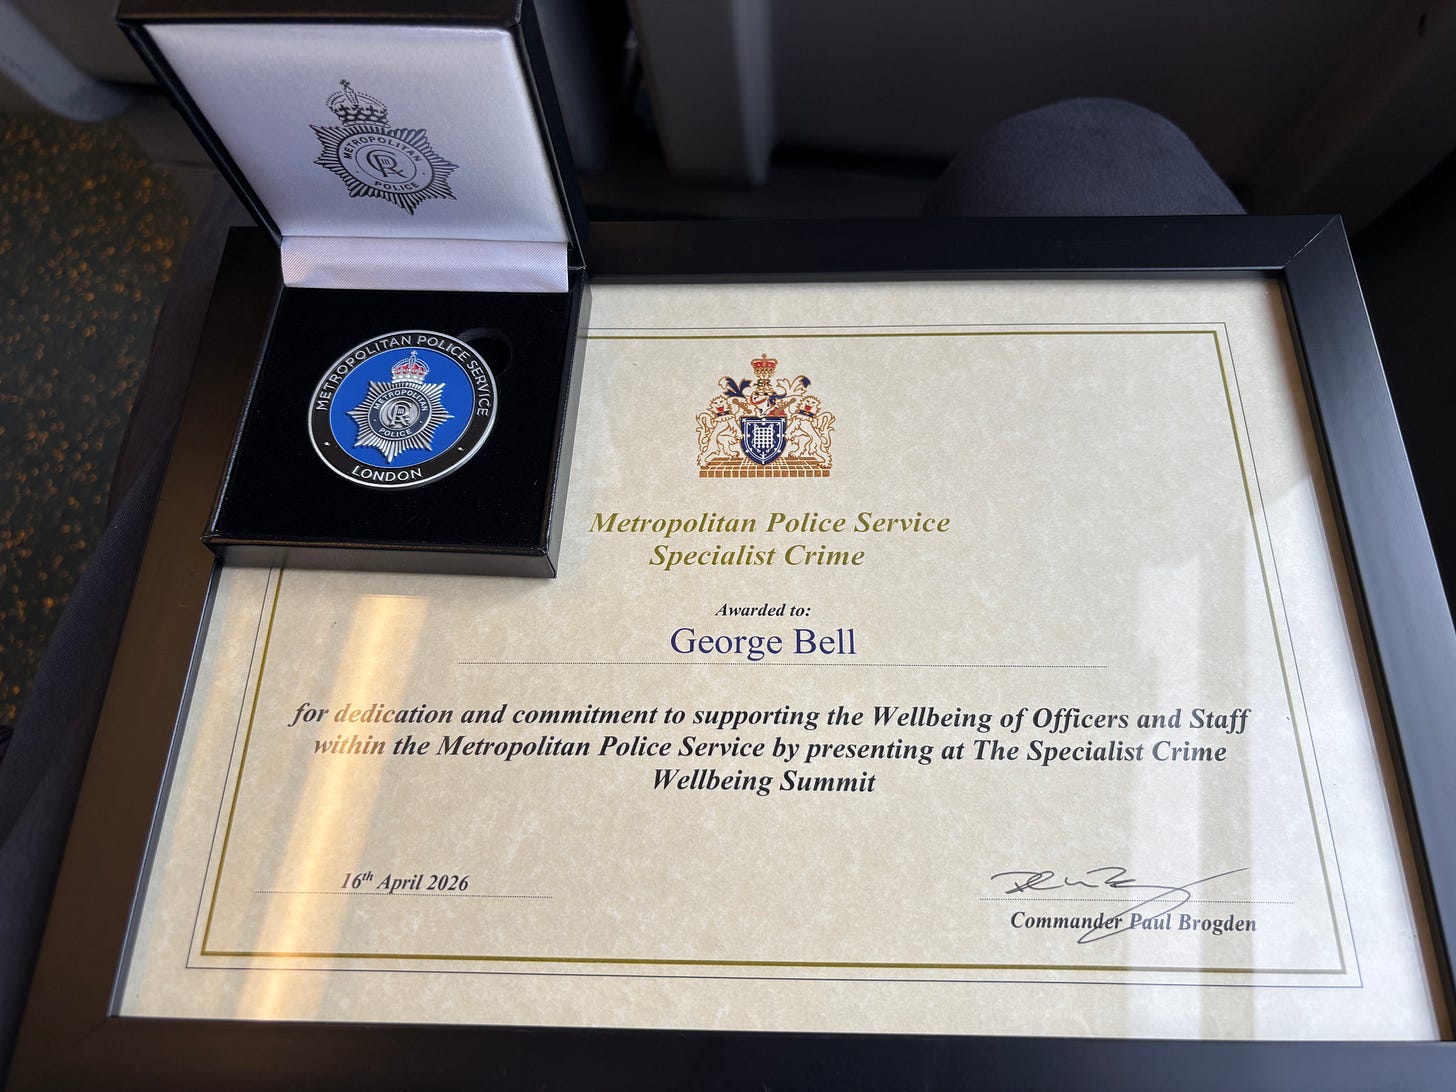 METROPOLITAN
POLICE
METROPOLITAN POLICE SERVICE
METROPOLITAN
POLICE
LONDON
Metropolitan Police Service
Specialist Crime
Awarded to:
George Bell
for dedication and commitment to supporting the Wellbeing of Officers and Staff
within the Metropolitan Police Service by presenting at The Specialist Crime
Wellbeing Summit
16th April 2026
Commander Paul Brogden